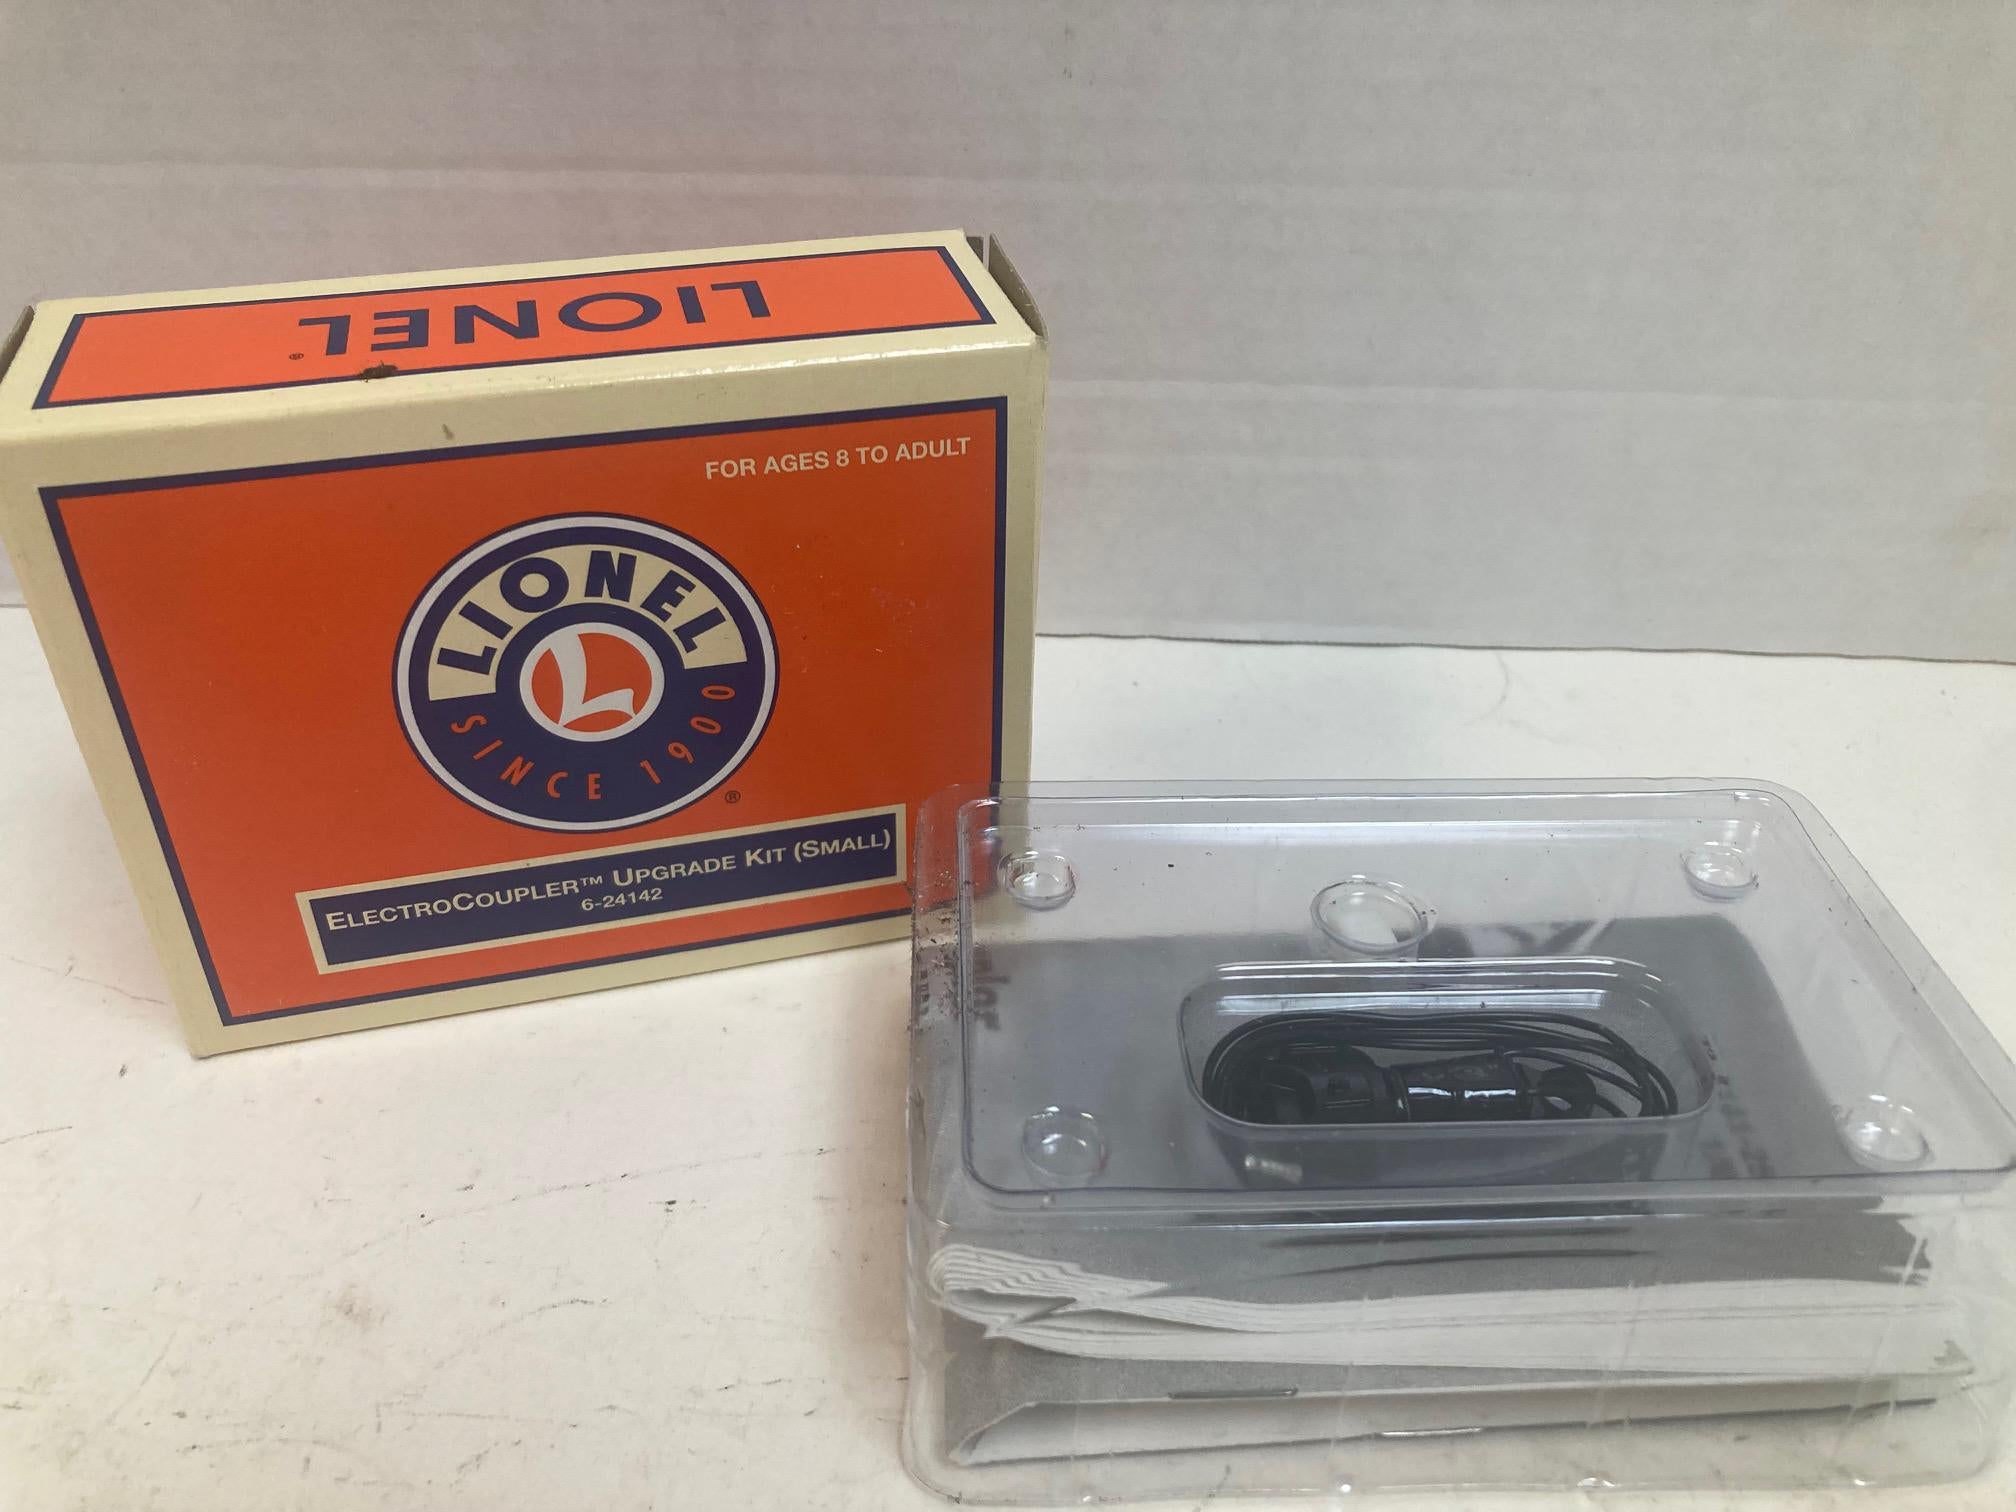 LIONEL®
FOR AGES 8 TO ADULT
LIONEL
L
SINCE 1900
®
ELECTROCOUPLER™ UPGRADE KIT (SMALL)
6-24142